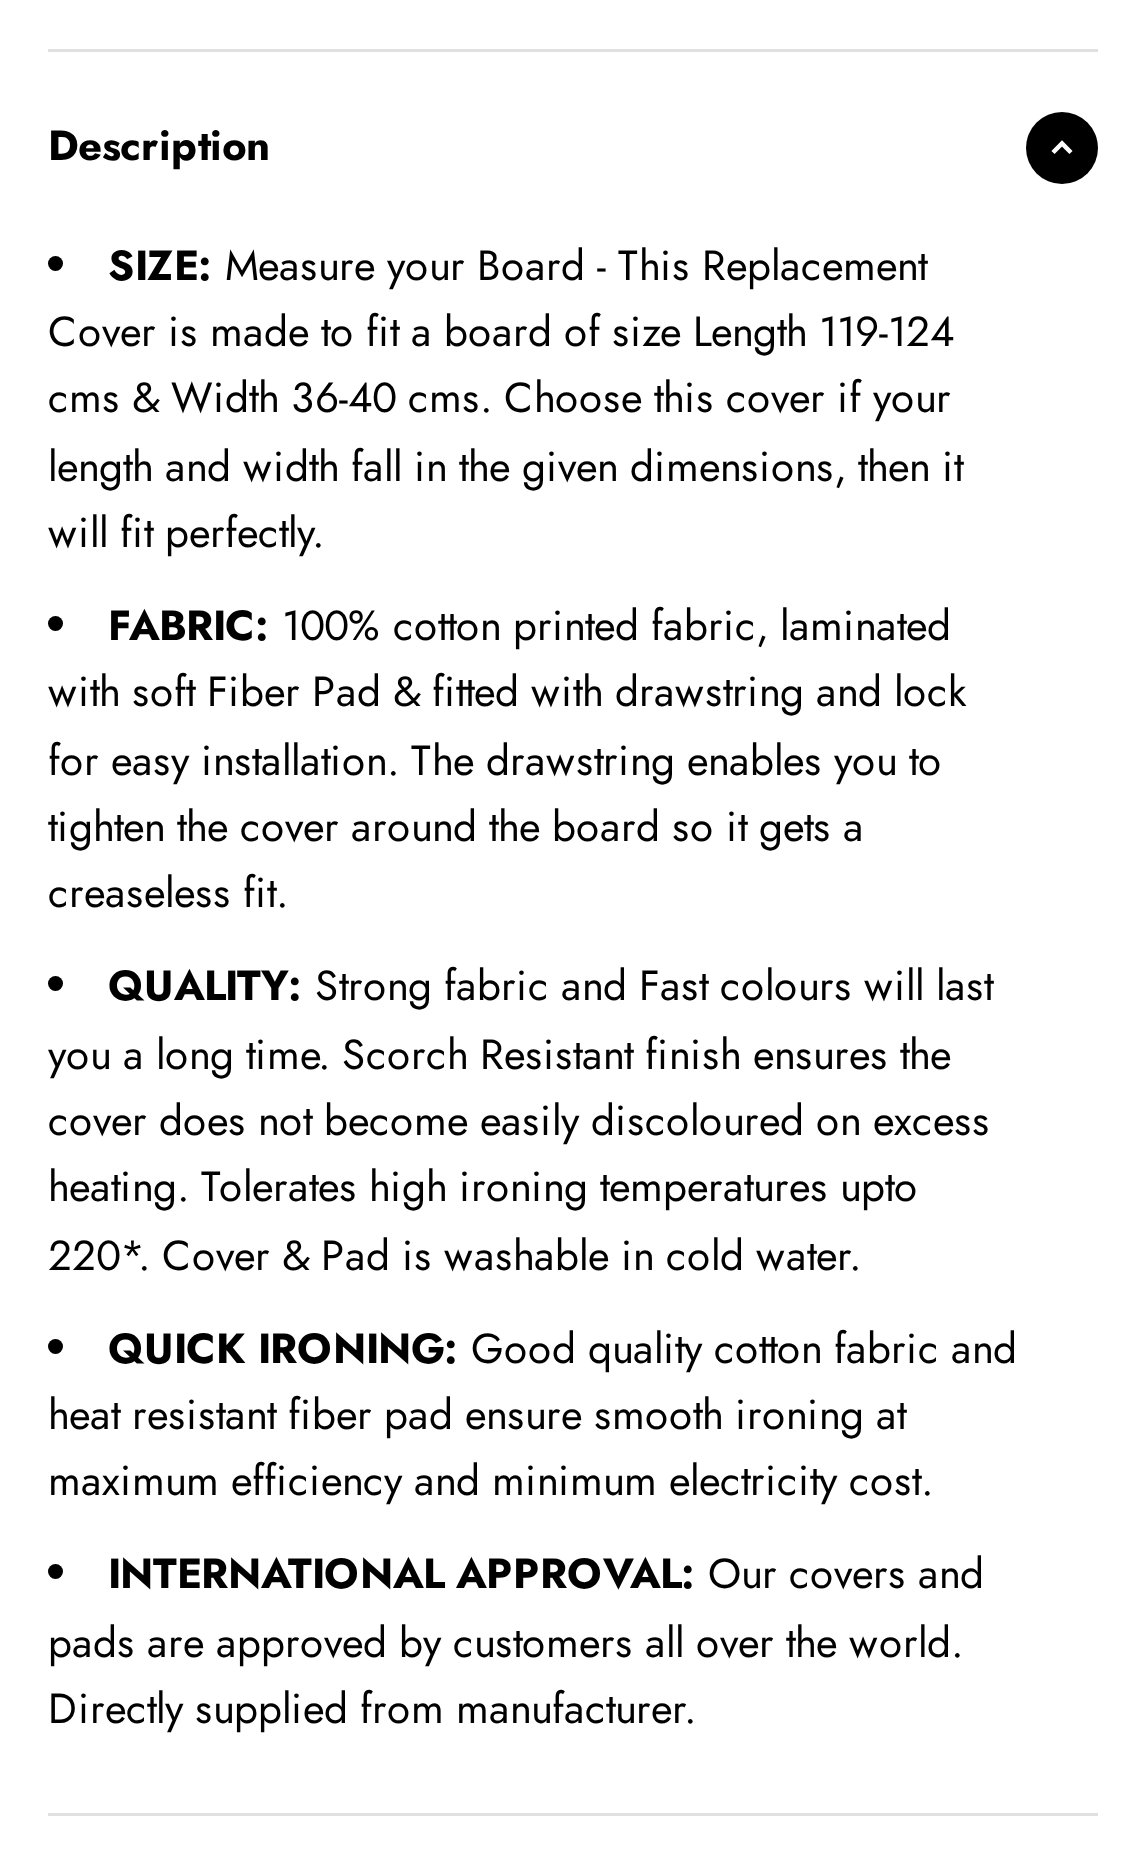 Description
• SIZE: Measure your Board - This Replacement
Cover is made to fit a board of size Length 119-124
cms & Width 36-40 cms. Choose this cover if your
length and width fall in the given dimensions, then it
will fit perfectly.
• FABRIC: 100% cotton printed fabric, laminated
with soft Fiber Pad & fitted with drawstring and lock
for easy installation. The drawstring enables you to
tighten the cover around the board so it gets a
creaseless fit.
• QUALITY: Strong fabric and Fast colours will last
you a long time. Scorch Resistant finish ensures the
cover does not become easily discoloured on excess
heating. Tolerates high ironing temperatures upto
220*. Cover & Pad is washable in cold water.
• QUICK IRONING: Good quality cotton fabric and
heat resistant fiber pad ensure smooth ironing at
maximum efficiency and minimum electricity cost.
• INTERNATIONAL APPROVAL: Our covers and
pads are approved by customers all over the world.
Directly supplied from manufacturer.